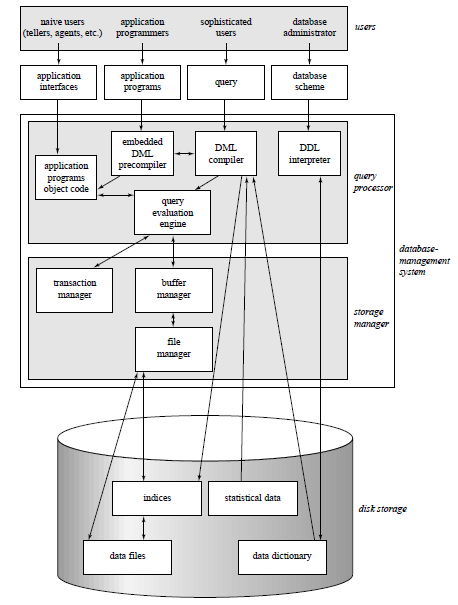 naive users
(tellers, agents, etc.)
application
programmers
sophisticated
users
database
administrator
users
application
interfaces
application
programs
query
database
scheme
embedded
DML
precompiler
DML
compiler
DDL
interpreter
application
programs
object code
query
evaluation
engine
query
processor
database-
management
system
transaction
manager
buffer
manager
file
manager
storage
manager
indices
statistical data
disk storage
data files
data dictionary